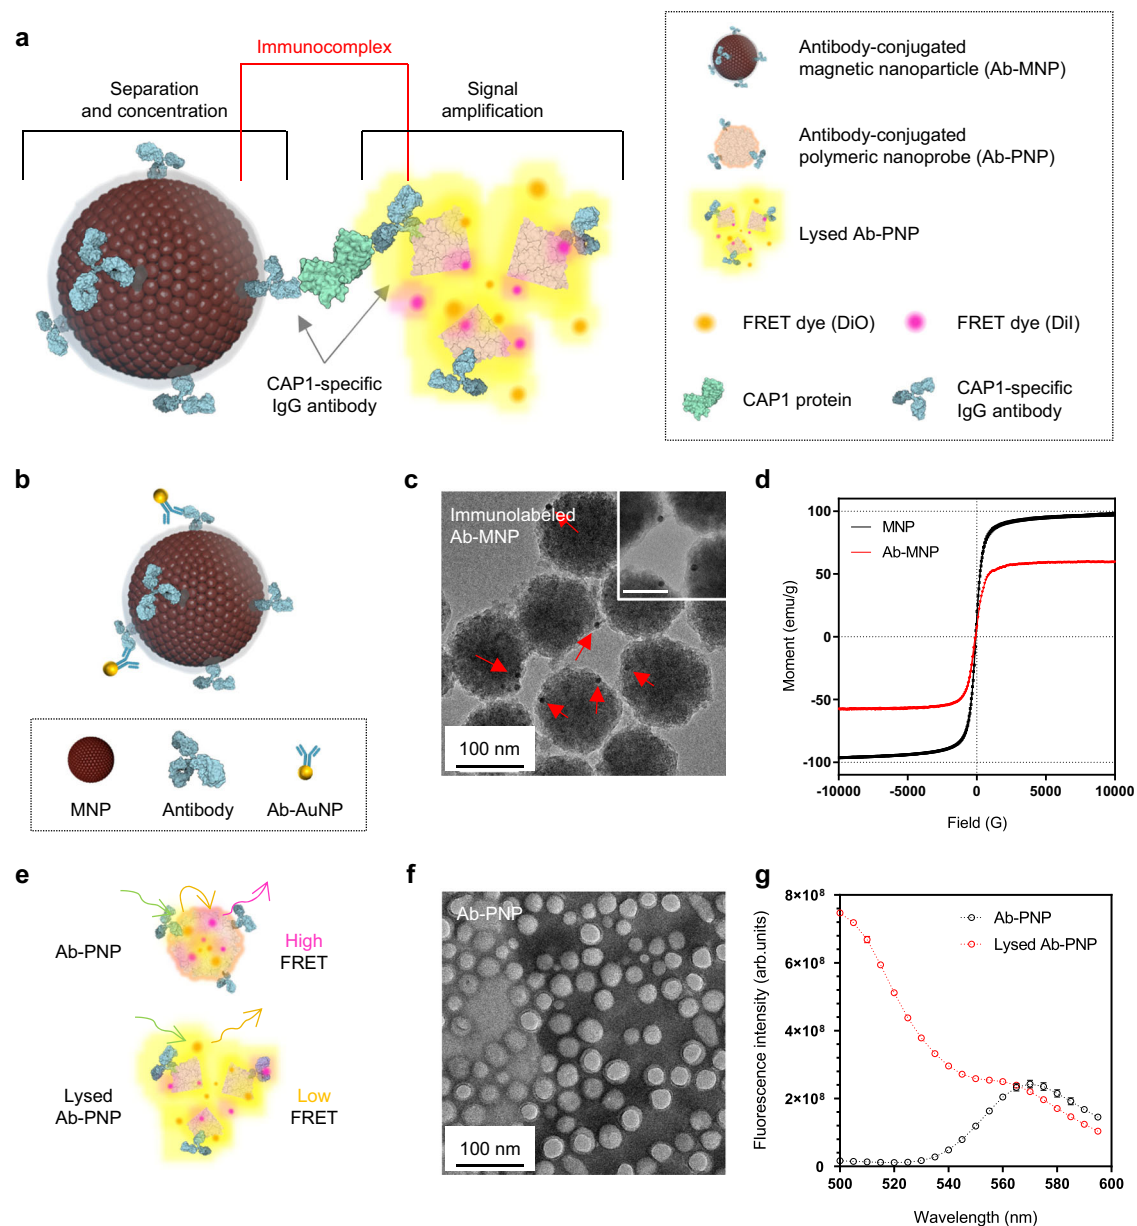 a
Immunocomplex
Separation
and concentration
Signal
amplification
CAP1-specific
IgG antibody
Antibody-conjugated
magnetic nanoparticle (Ab-MNP)
Antibody-conjugated
polymeric nanoprobe (Ab-PNP)
Lysed Ab-PNP
FRET dye (DiO)
FRET dye (DiI)
CAP1 protein
CAP1-specific
IgG antibody
b
MNP
Antibody
Ab-AuNP
c
Immunolabeled
Ab-MNP
100 nm
d
Moment (emu/g)
100
50
0
-50
-100
MNP
Ab-MNP
-10000
-5000
0
5000
10000
Field (G)
e
Ab-PNP
High
FRET
Lysed
Ab-PNP
Low
FRET
f
Ab-PNP
100 nm
g
Fluorescence intensity (arb.units)
8×10⁸
6×10⁸
4×10⁸
2×10⁸
0
Ab-PNP
Lysed Ab-PNP
500
520
540
560
580
600
Wavelength (nm)